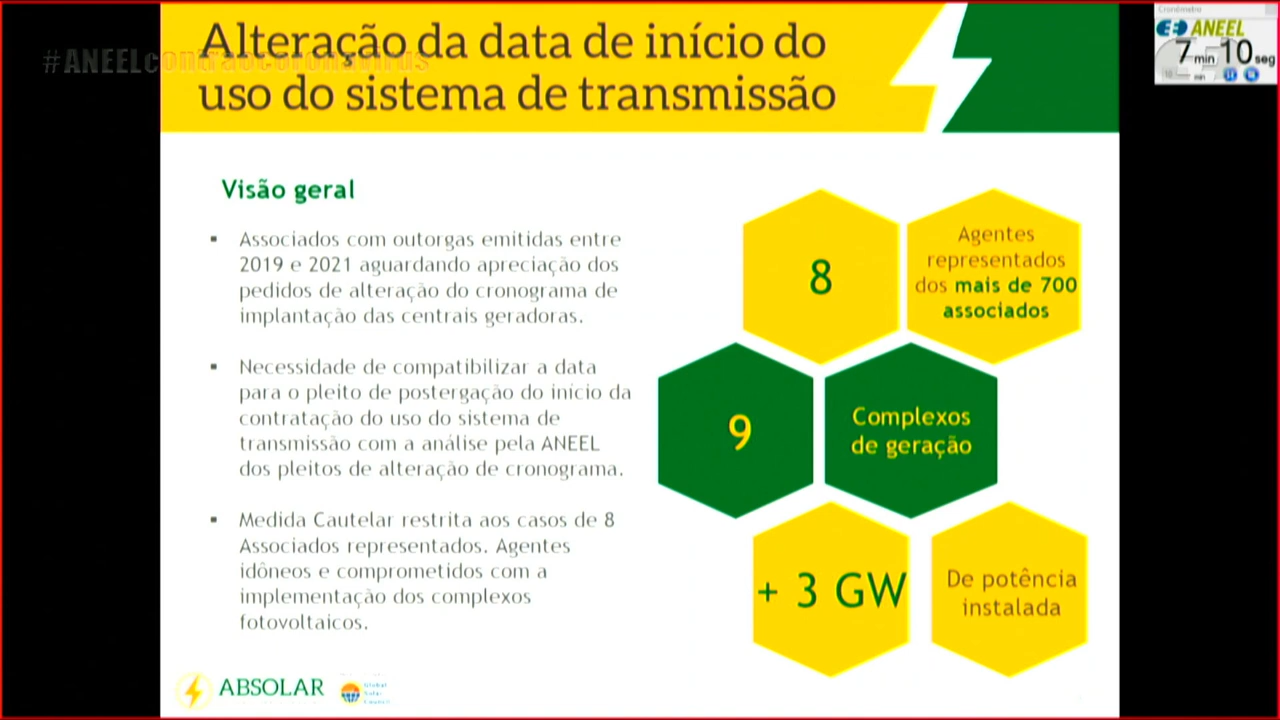 Alteração da data de início do
uso do sistema de transmissão
#ANEELcontraocoronavírus
Cronômetro
ANEEL
7 min 10 seg
Visão geral
▪ Associados com outorgas emitidas entre
2019 e 2021 aguardando apreciação dos
pedidos de alteração do cronograma de
implantação das centrais geradoras.
▪ Necessidade de compatibilizar a data
para o pleito de postergação do início da
contratação do uso do sistema de
transmissão com a análise pela ANEEL
dos pleitos de alteração de cronograma.
▪ Medida Cautelar restrita aos casos de 8
Associados representados. Agentes
idôneos e comprometidos com a
implementação dos complexos
fotovoltaicos.
8
Agentes
representados
dos mais de 700
associados
9
Complexos
de geração
+ 3 GW
De potência
instalada
ABSOLAR
Global
Solar
Council